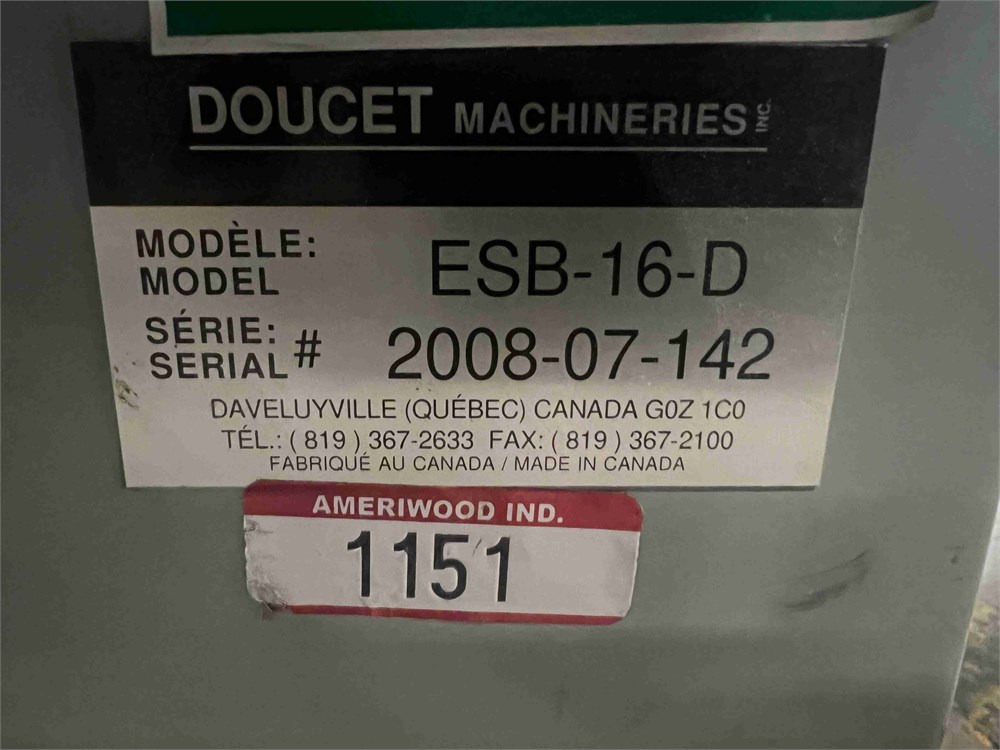 DOUCET MACHINERIES INC.
MODÈLE:
MODEL ESB-16-D
SÉRIE:
SERIAL # 2008-07-142
DAVELUYVILLE (QUÉBEC) CANADA G0Z 1C0
TÉL.: ( 819 ) 367-2633 FAX: ( 819 ) 367-2100
FABRIQUÉ AU CANADA / MADE IN CANADA
AMERIWOOD IND.
1151